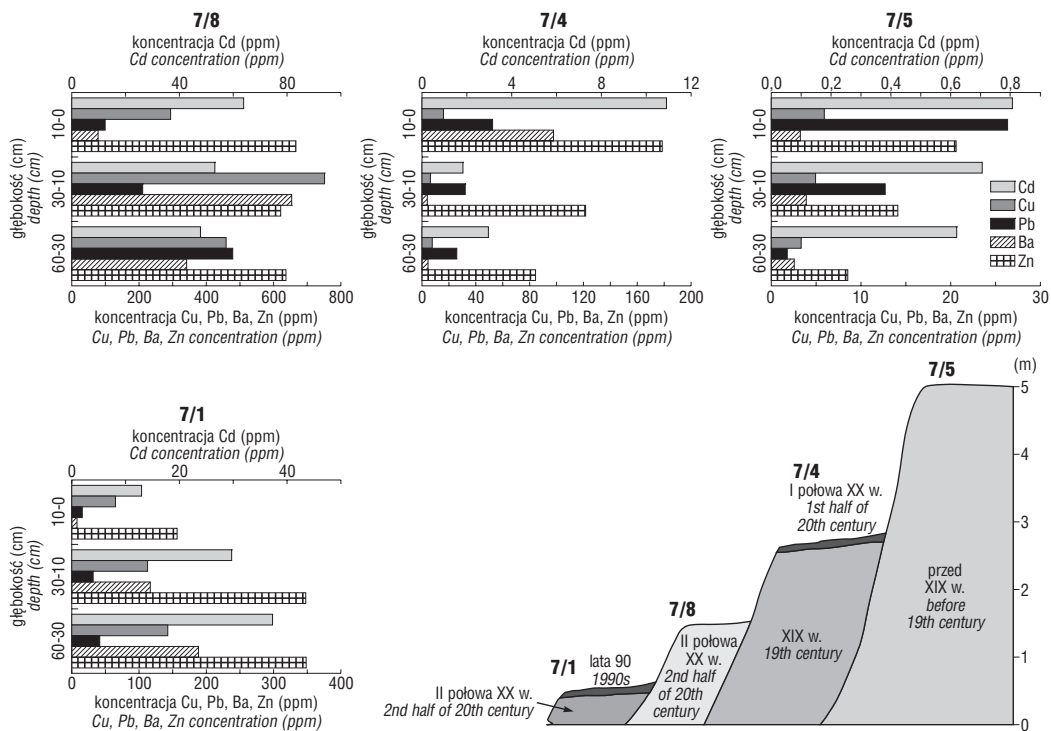 7/8
koncentracja Cd (ppm)
Cd concentration (ppm)
0 40 80
głębokość (cm)
depth (cm)
10-0
30-10
60-30
0 200 400 600 800
koncentracja Cu, Pb, Ba, Zn (ppm)
Cu, Pb, Ba, Zn concentration (ppm)
7/4
koncentracja Cd (ppm)
Cd concentration (ppm)
0 4 8 12
głębokość (cm)
depth (cm)
10-0
30-10
60-30
0 40 80 120 160 200
koncentracja Cu, Pb, Ba, Zn (ppm)
Cu, Pb, Ba, Zn concentration (ppm)
7/5
koncentracja Cd (ppm)
Cd concentration (ppm)
0,0 0,2 0,4 0,6 0,8
głębokość (cm)
depth (cm)
10-0
30-10
60-30
Cd
Cu
Pb
Ba
Zn
0 10 20 30
koncentracja Cu, Pb, Ba, Zn (ppm)
Cu, Pb, Ba, Zn concentration (ppm)
7/1
koncentracja Cd (ppm)
Cd concentration (ppm)
0 20 40
głębokość (cm)
depth (cm)
10-0
30-10
60-30
0 100 200 300 400
koncentracja Cu, Pb, Ba, Zn (ppm)
Cu, Pb, Ba, Zn concentration (ppm)
7/5
(m)
5
4
3
2
1
0
7/4
I połowa XX w.
1st half of
20th century
przed
XIX w.
before
19th century
7/8
II połowa
XX w.
2nd half
of 20th
century
XIX w.
19th century
7/1
lata 90
1990s
II połowa XX w.
2nd half of 20th century